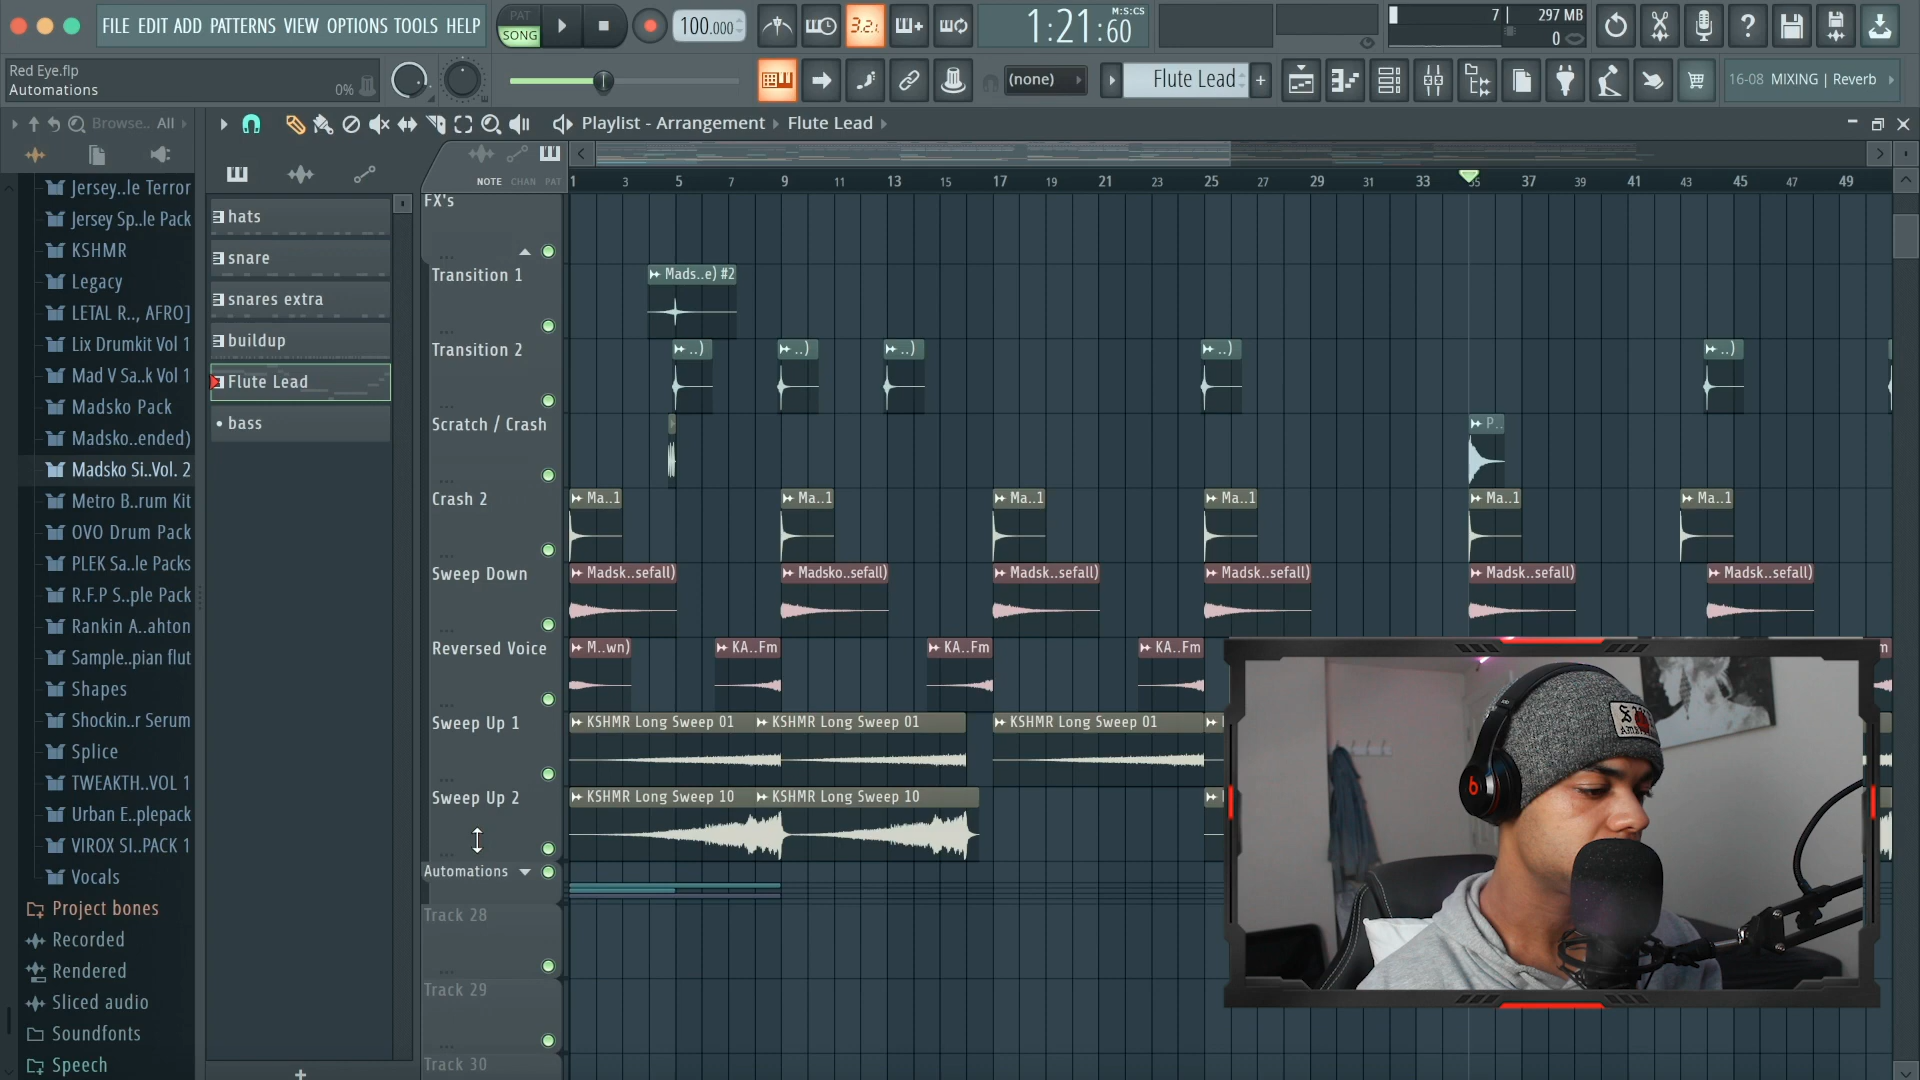 FILE EDIT ADD PATTERNS VIEW OPTIONS TOOLS HELP
PAT
SONG
100.000
3.2.
1:21:60
M:S:CS
7
297 MB
0
Red Eye.flp
Automations
0%
(none)
Flute Lead
+
16-08 MIXING | Reverb
Browse.. All
Playlist - Arrangement
Flute Lead
NOTE CHAN PAT
1 3 5 7 9 11 13 15 17 19 21 23 25 27 29 31 33 35 37 39 41 43 45 47 49
Jersey..le Terror
Jersey Sp..le Pack
KSHMR
Legacy
LETAL R.., AFRO]
Lix Drumkit Vol 1
Mad V Sa..k Vol 1
Madsko Pack
Madsko..ended)
Madsko Si..Vol. 2
Metro B..rum Kit
OVO Drum Pack
PLEK Sa..le Packs
R.F.P S..ple Pack
Rankin A..ahton
Sample..pian flut
Shapes
Shockin..r Serum
Splice
TWEAKTH..VOL 1
Urban E..plepack
VIROX SI..PACK 1
Vocals
Project bones
Recorded
Rendered
Sliced audio
Soundfonts
Speech
hats
snare
snares extra
buildup
Flute Lead
bass
+
FX's
Transition 1
Mads..e) #2
Transition 2
..) ..) ..) ..) ..)
Scratch / Crash
P..
Crash 2
Ma..1 Ma..1 Ma..1 Ma..1 Ma..1 Ma..1
Sweep Down
Madsk..sefall) Madsko..sefall) Madsk..sefall) Madsk..sefall) Madsk..sefall) Madsk..sefall)
Reversed Voice
M..wn) KA..Fm KA..Fm KA..Fm
m
Sweep Up 1
KSHMR Long Sweep 01 KSHMR Long Sweep 01 KSHMR Long Sweep 01
Sweep Up 2
KSHMR Long Sweep 10 KSHMR Long Sweep 10
Automations
Track 28
Track 29
Track 30